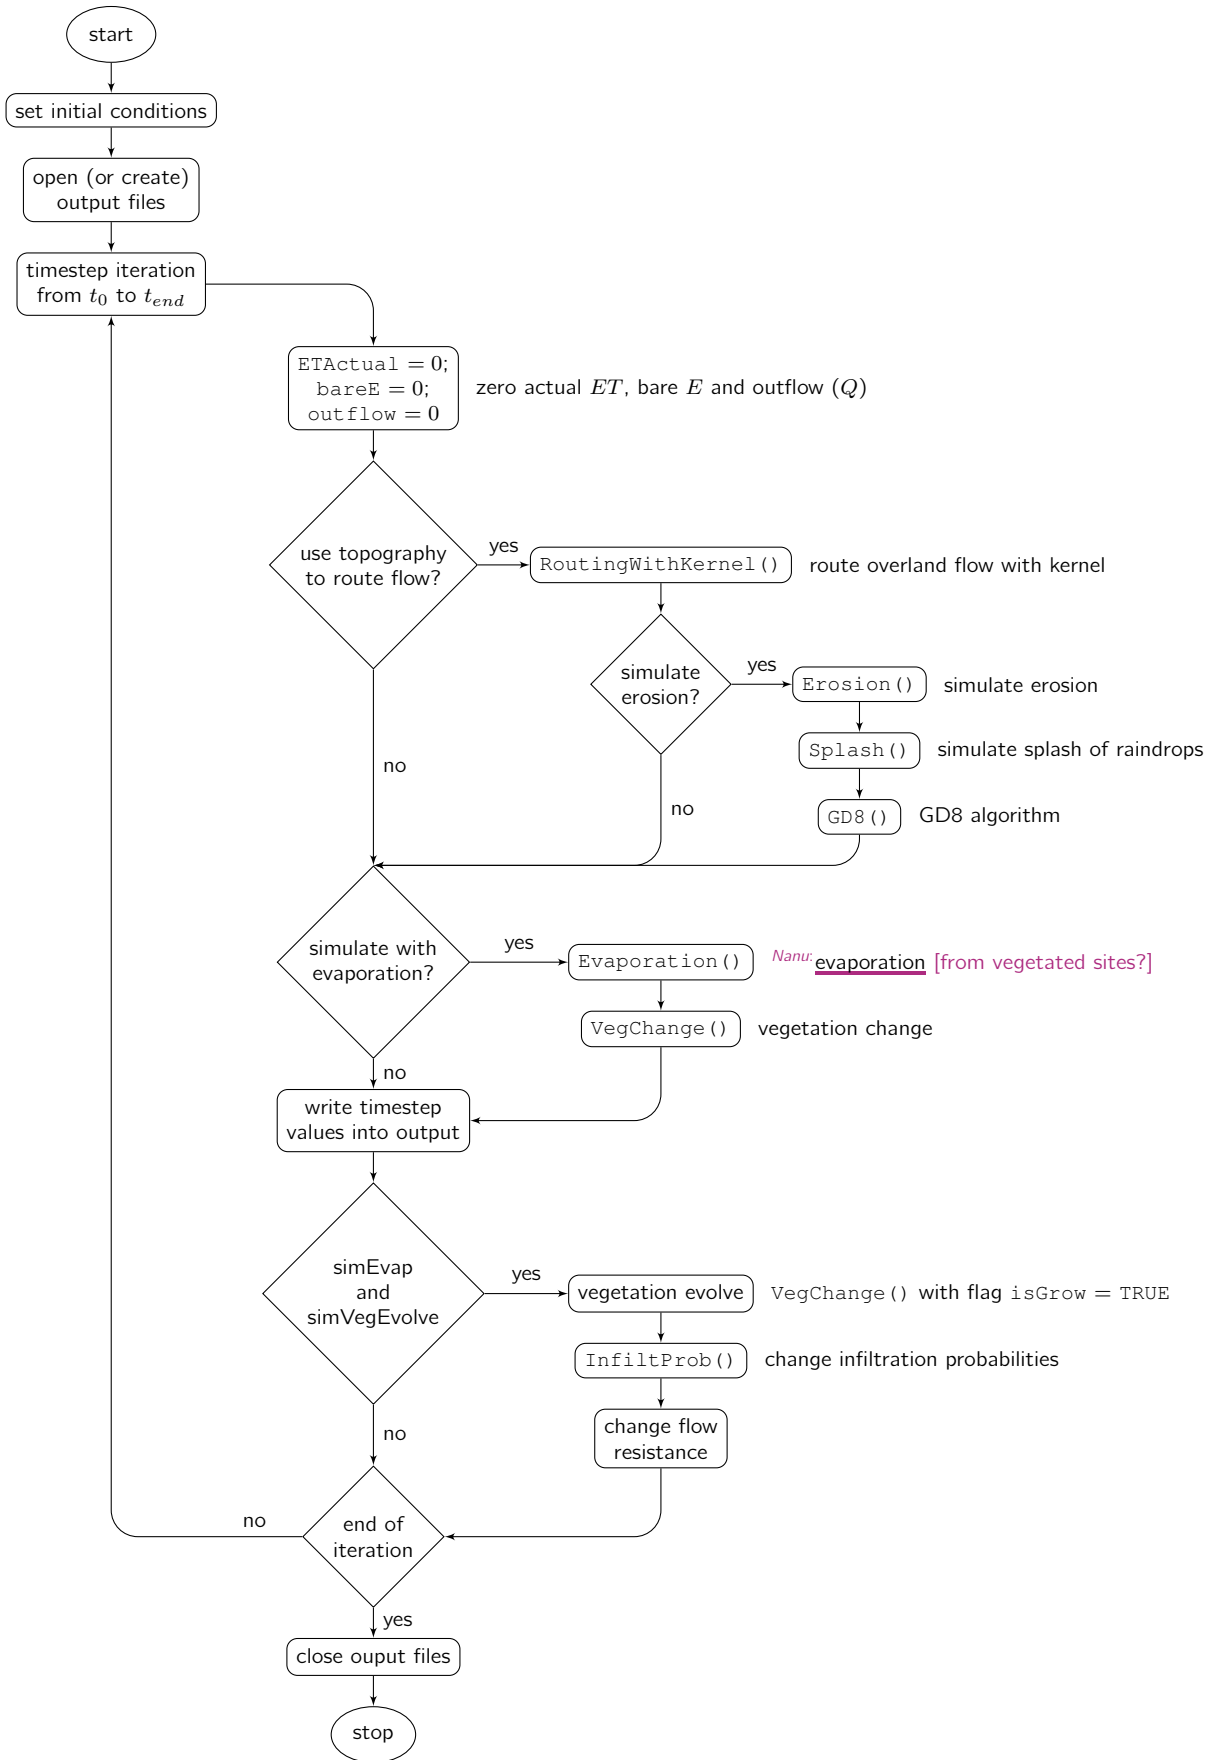 start
set initial conditions
open (or create)
output files
timestep iteration
from t_0 to t_end
ETActual = 0;
bareE = 0;
outflow = 0
zero actual ET, bare E and outflow (Q)
use topography
to route flow?
yes
RoutingWithKernel()
route overland flow with kernel
simulate
erosion?
yes
Erosion()
simulate erosion
Splash()
simulate splash of raindrops
no
no
GD8()
GD8 algorithm
simulate with
evaporation?
yes
Evaporation()
Nanu: evaporation [from vegetated sites?]
VegChange()
vegetation change
no
write timestep
values into output
simEvap
and
simVegEvolve
yes
vegetation evolve
VegChange() with flag isGrow = TRUE
InfiltProb()
change infiltration probabilities
change flow
resistance
no
end of
iteration
no
yes
close ouput files
stop